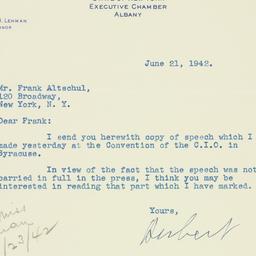 Executive Chamber
Albany
H. Lehman
June 21, 1942.
Mr. Frank Altschul,
120 Broadway,
New York, N. Y.
Dear Frank:
I send you herewith copy of speech which I
made yesterday at the Convention of the C.I.O. in
Syracuse.
In view of the fact that the speech was not
carried in full in the press, I think you may be
interested in reading that part which I have marked.
Yours,
Herbert
23/42